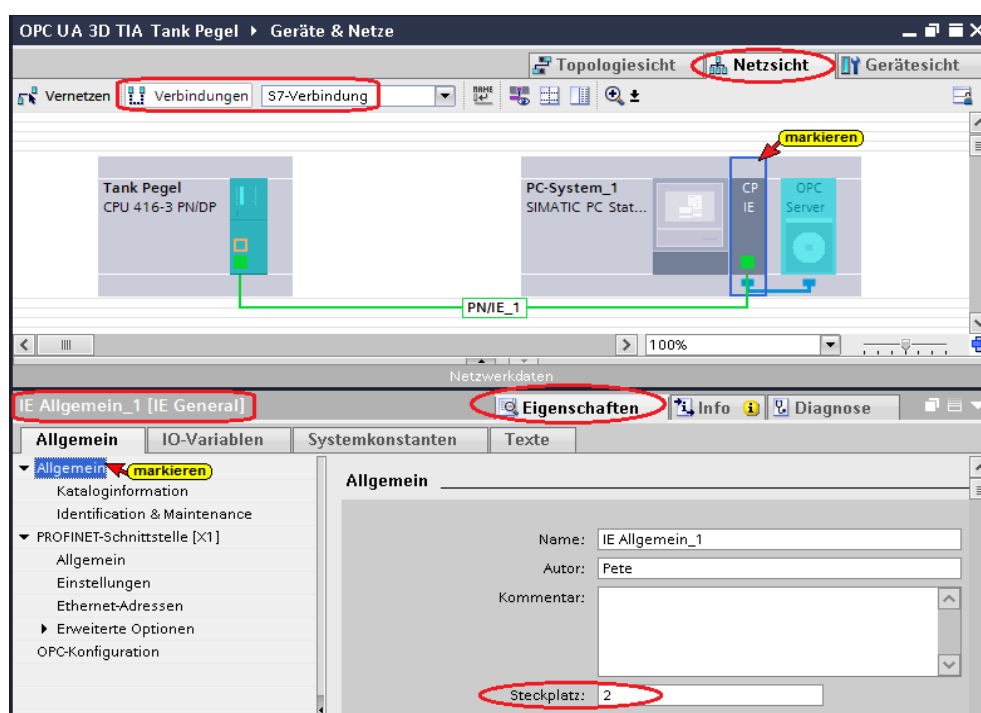 OPC UA 3D TIA Tank Pegel ▸ Geräte & Netze
Topologiesicht Netzsicht Gerätesicht
Vernetzen Verbindungen S7-Verbindung
markieren
Tank Pegel
CPU 416-3 PN/DP
PC-System_1
SIMATIC PC Stat...
CP
IE
OPC
Server
PN/IE_1
100%
Netzwerkdaten
IE Allgemein_1 [IE General]
Eigenschaften Info Diagnose
Allgemein IO-Variablen Systemkonstanten Texte
Allgemein markieren
Kataloginformation
Identification & Maintenance
PROFINET-Schnittstelle [X1]
Allgemein
Einstellungen
Ethernet-Adressen
Erweiterte Optionen
OPC-Konfiguration
Allgemein
Name: IE Allgemein_1
Autor: Pete
Kommentar:
Steckplatz: 2